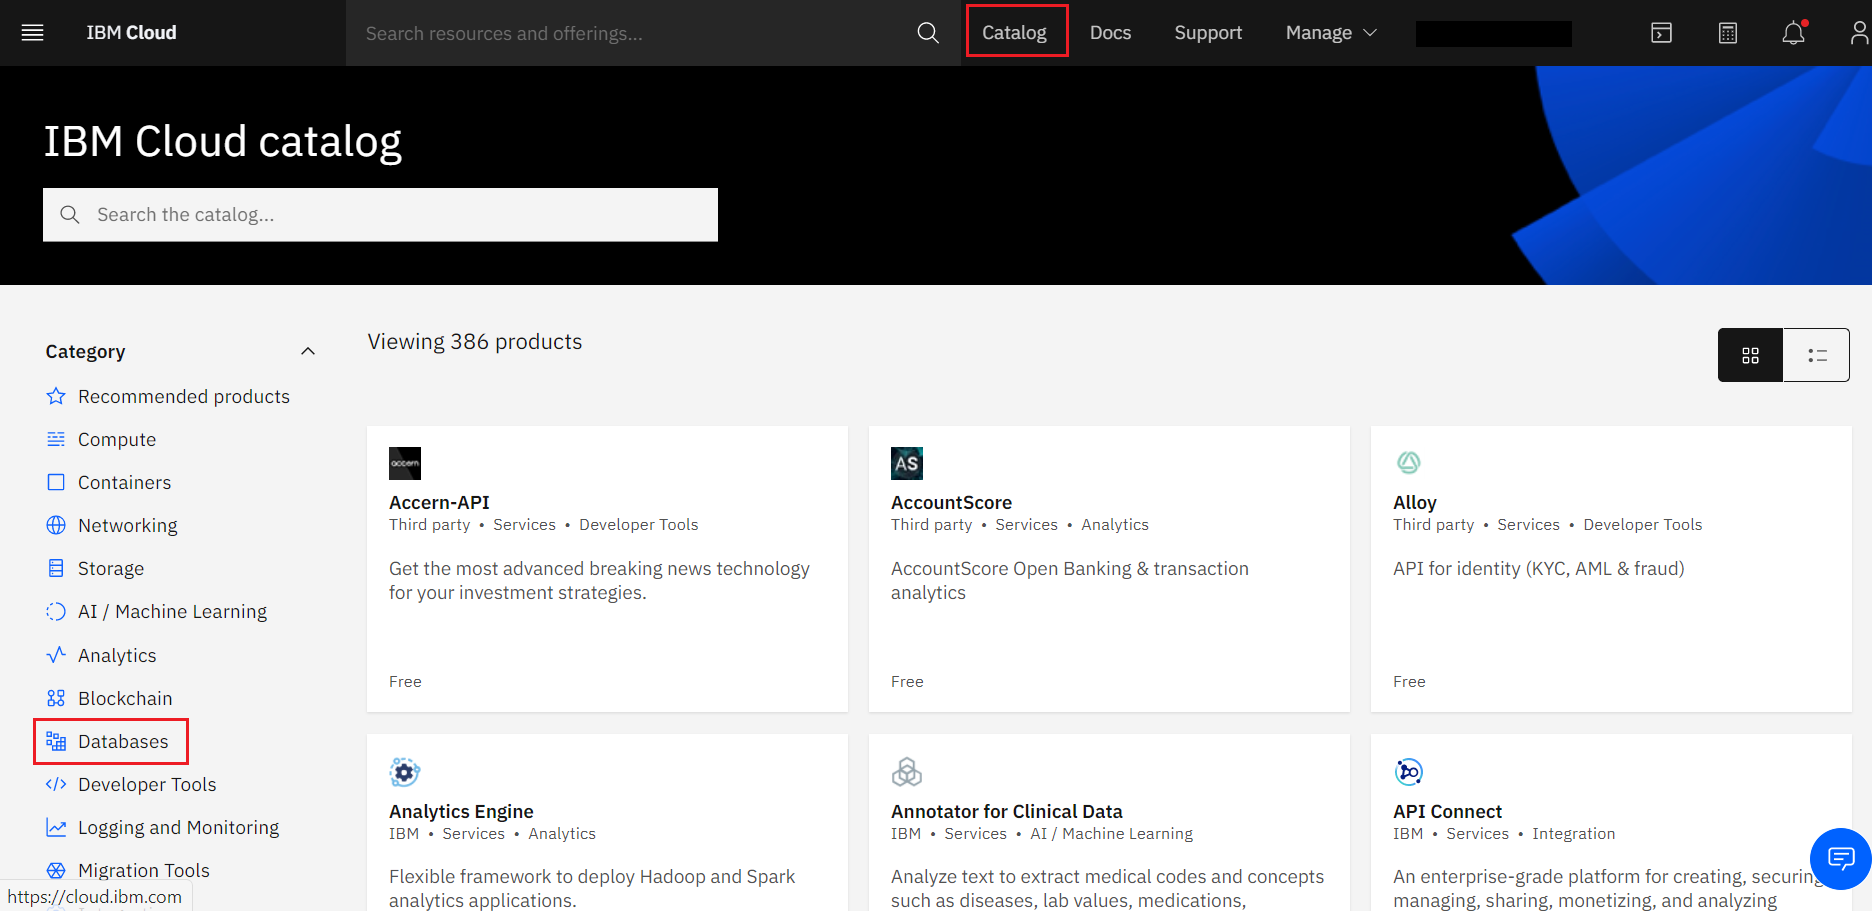 IBM Cloud
Search resources and offerings...
Catalog
Docs
Support
Manage
IBM Cloud catalog
Search the catalog...
Category
Recommended products
Compute
Containers
Networking
Storage
AI / Machine Learning
Analytics
Blockchain
Databases
Developer Tools
Logging and Monitoring
Migration Tools
https://cloud.ibm.com
Viewing 386 products
accern
Accern-API
Third party • Services • Developer Tools
Get the most advanced breaking news technology
for your investment strategies.
Free
AS
AccountScore
Third party • Services • Analytics
AccountScore Open Banking & transaction
analytics
Free
Alloy
Third party • Services • Developer Tools
API for identity (KYC, AML & fraud)
Free
Analytics Engine
IBM • Services • Analytics
Flexible framework to deploy Hadoop and Spark
analytics applications.
Annotator for Clinical Data
IBM • Services • AI / Machine Learning
Analyze text to extract medical codes and concepts
such as diseases, lab values, medications,
API Connect
IBM • Services • Integration
An enterprise-grade platform for creating, securing,
managing, sharing, monetizing, and analyzing